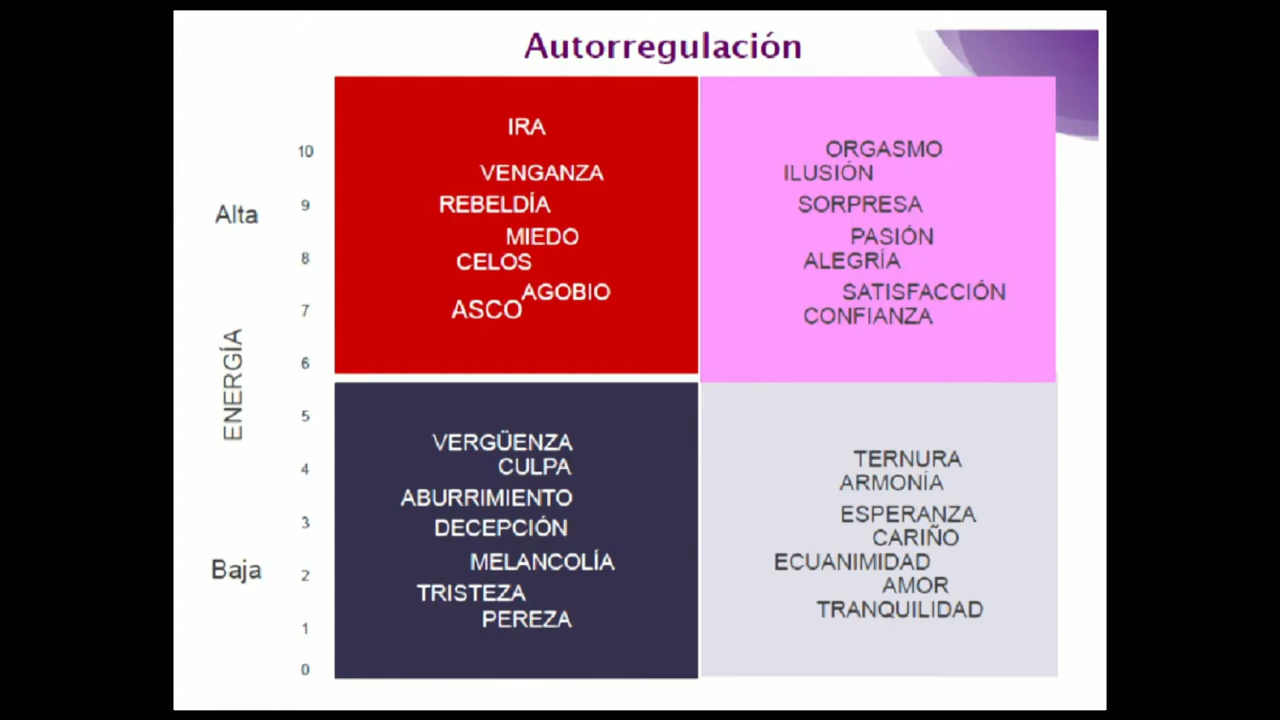 Autorregulación
ENERGÍA
Alta
Baja
10
9
8
7
6
5
4
3
2
1
0
IRA
VENGANZA
REBELDÍA
MIEDO
CELOS
AGOBIO
ASCO
ORGASMO
ILUSIÓN
SORPRESA
PASIÓN
ALEGRÍA
SATISFACCIÓN
CONFIANZA
VERGÜENZA
CULPA
ABURRIMIENTO
DECEPCIÓN
MELANCOLÍA
TRISTEZA
PEREZA
TERNURA
ARMONÍA
ESPERANZA
CARIÑO
ECUANIMIDAD
AMOR
TRANQUILIDAD